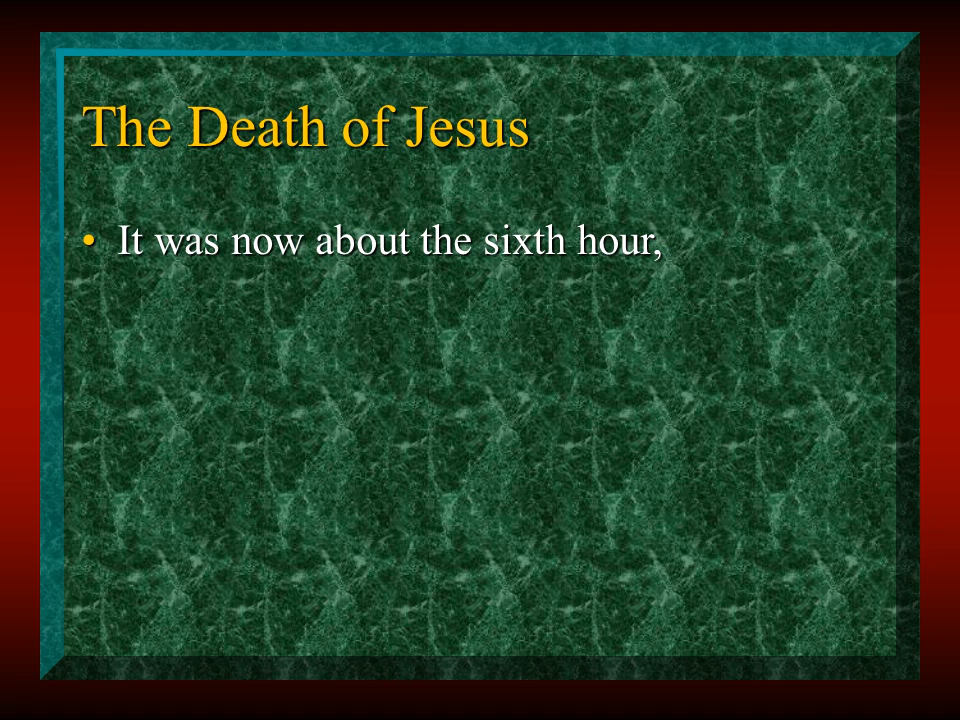 The Death of Jesus
• It was now about the sixth hour,